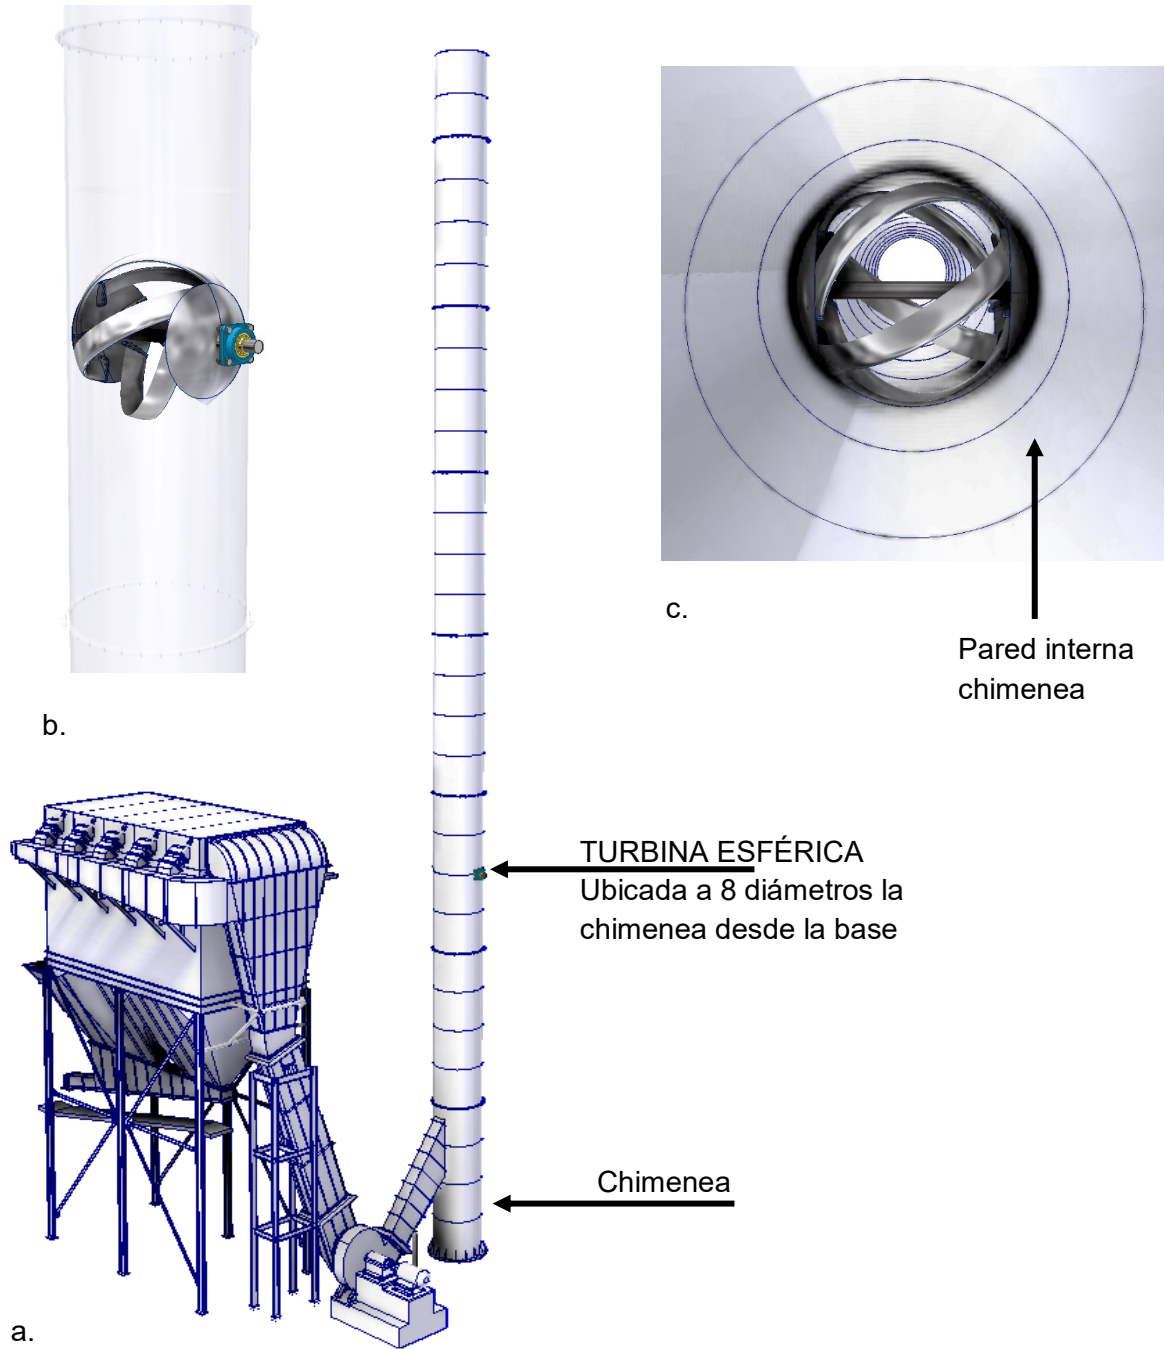 b.
c.
Pared interna
chimenea
TURBINA ESFÉRICA
Ubicada a 8 diámetros la
chimenea desde la base
Chimenea
a.